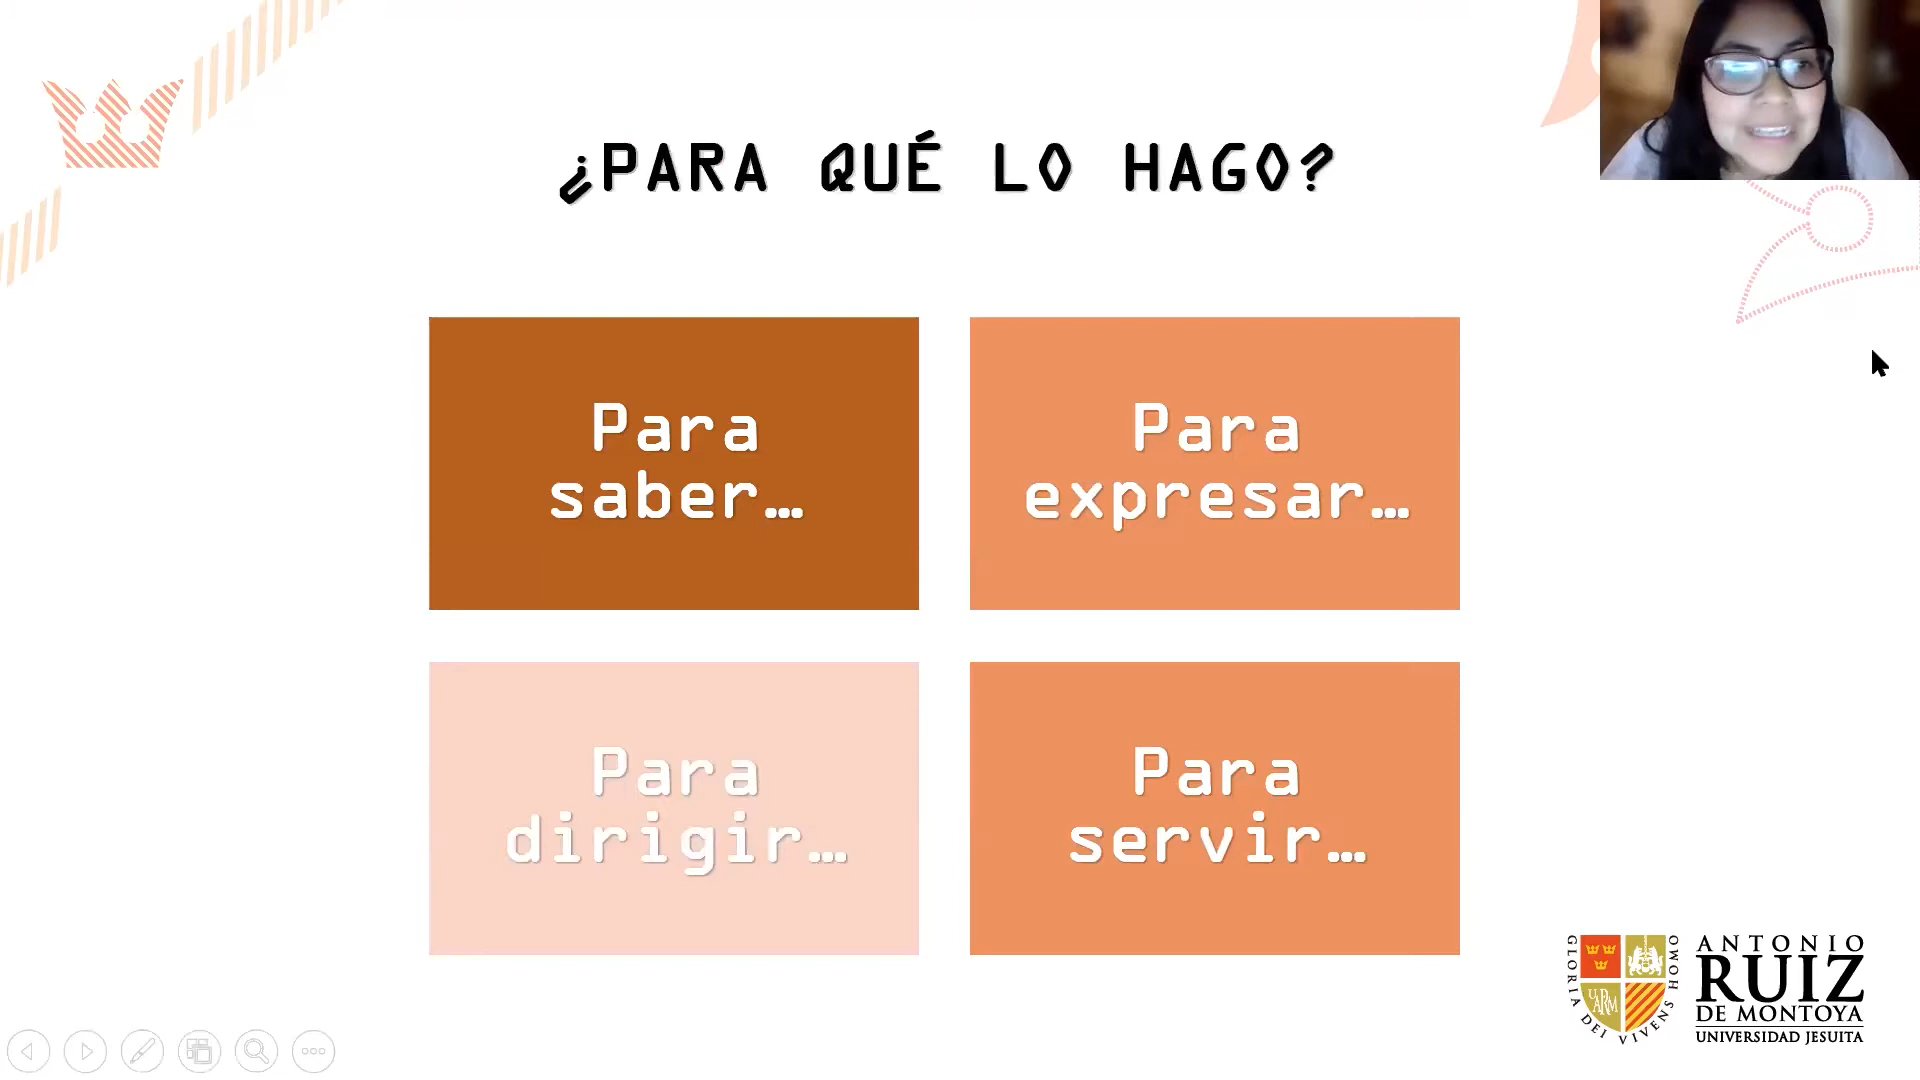 ¿PARA QUÉ LO HAGO?
Para
saber…
Para
expresar…
Para
dirigir…
Para
servir…
GLORIA DEI VIVENS HOMO
UARM
ANTONIO
RUIZ
DE MONTOYA
UNIVERSIDAD JESUITA